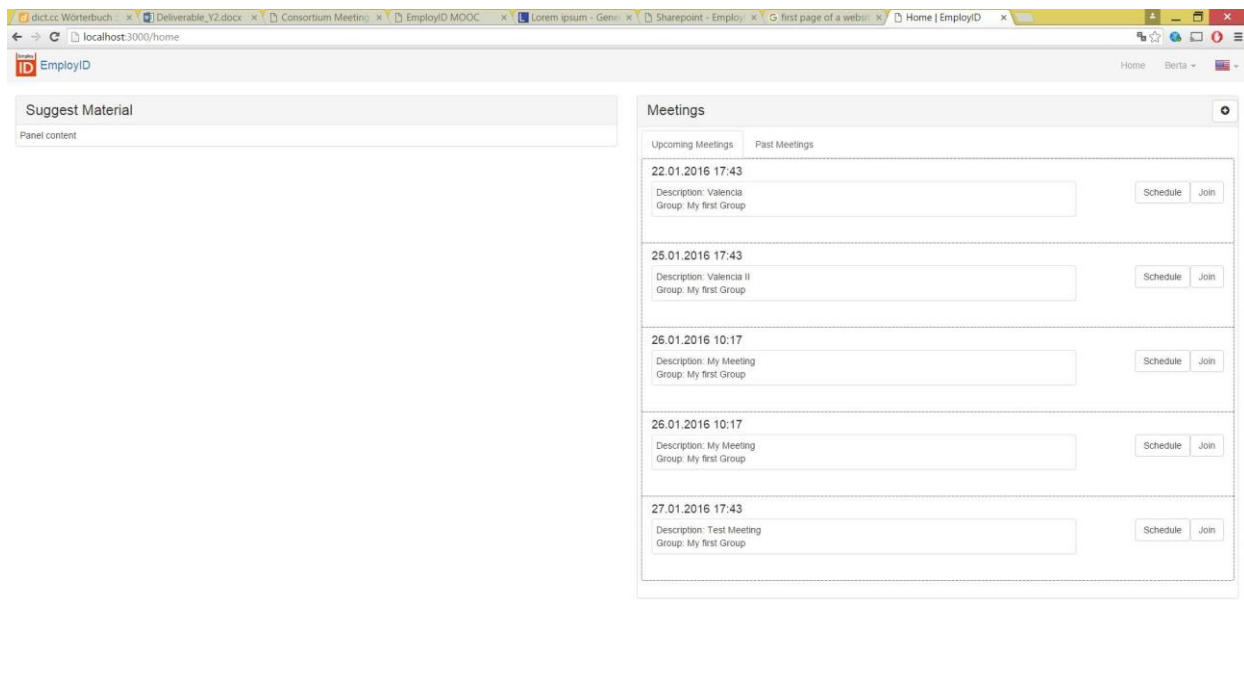 dict.cc Wörterbuch :
Deliverable_Y2.docx
Consortium Meeting
EmployID MOOC
Lorem ipsum - Gene
Sharepoint - Employ
first page of a websit
Home | EmployID
localhost:3000/home
Employ
ID
EmployID
Home
Berta
Suggest Material
Panel content
Meetings
Upcoming Meetings
Past Meetings
22.01.2016 17:43
Description: Valencia
Group: My first Group
Schedule
Join
25.01.2016 17:43
Description: Valencia II
Group: My first Group
Schedule
Join
26.01.2016 10:17
Description: My Meeting
Group: My first Group
Schedule
Join
26.01.2016 10:17
Description: My Meeting
Group: My first Group
Schedule
Join
27.01.2016 17:43
Description: Test Meeting
Group: My first Group
Schedule
Join